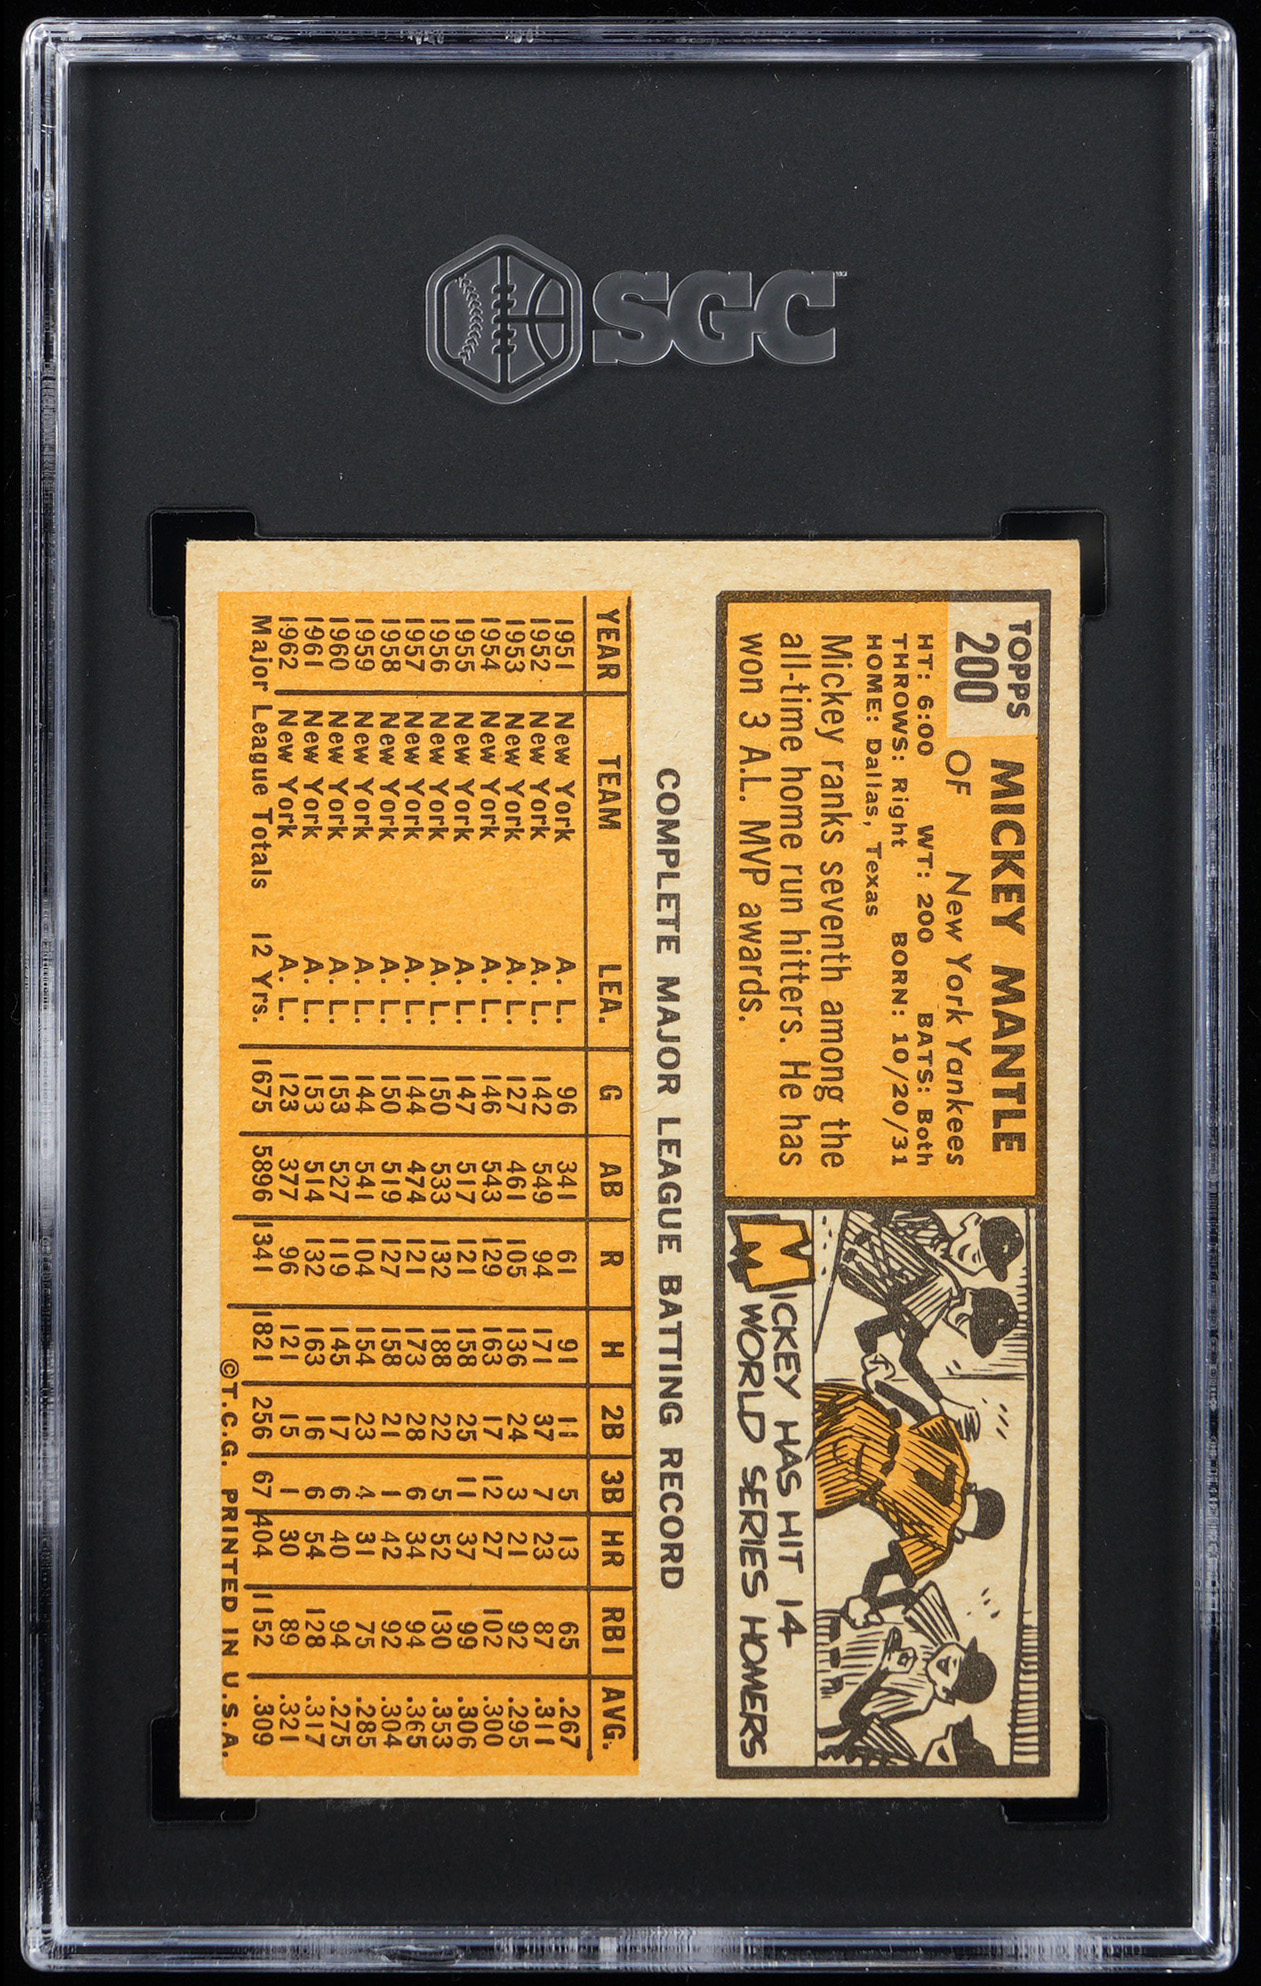 SGC
TOPPS
200
MICKEY MANTLE
OF New York Yankees
HT: 6:00 WT: 200 BATS: Both
THROWS: Right BORN: 10/20/31
HOME: Dallas, Texas
Mickey ranks seventh among the
all-time home run hitters. He has
won 3 A.L. MVP awards.
7
MICKEY HAS HIT 14
WORLD SERIES HOMERS
COMPLETE MAJOR LEAGUE BATTING RECORD
YEAR TEAM LEA. G AB R H 2B 3B HR RBI AVG.
1951 New York A. L. 96 341 61 91 11 5 13 65 .267
1952 New York A. L. 142 549 94 171 37 7 23 87 .311
1953 New York A. L. 127 461 105 136 24 3 21 92 .295
1954 New York A. L. 146 543 129 163 17 12 27 102 .300
1955 New York A. L. 147 517 121 158 25 11 37 99 .306
1956 New York A. L. 150 533 132 188 22 5 52 130 .353
1957 New York A. L. 144 474 121 173 28 6 34 94 .365
1958 New York A. L. 150 519 127 158 21 1 42 92 .304
1959 New York A. L. 144 541 104 154 23 4 31 75 .285
1960 New York A. L. 153 527 119 145 17 6 40 94 .275
1961 New York A. L. 153 514 132 163 16 6 54 128 .317
1962 New York A. L. 123 377 96 121 15 1 30 89 .321
Major League Totals 12 Yrs. 1675 5896 1341 1821 256 67 404 1152 .309
©T.C.G. PRINTED IN U.S.A.